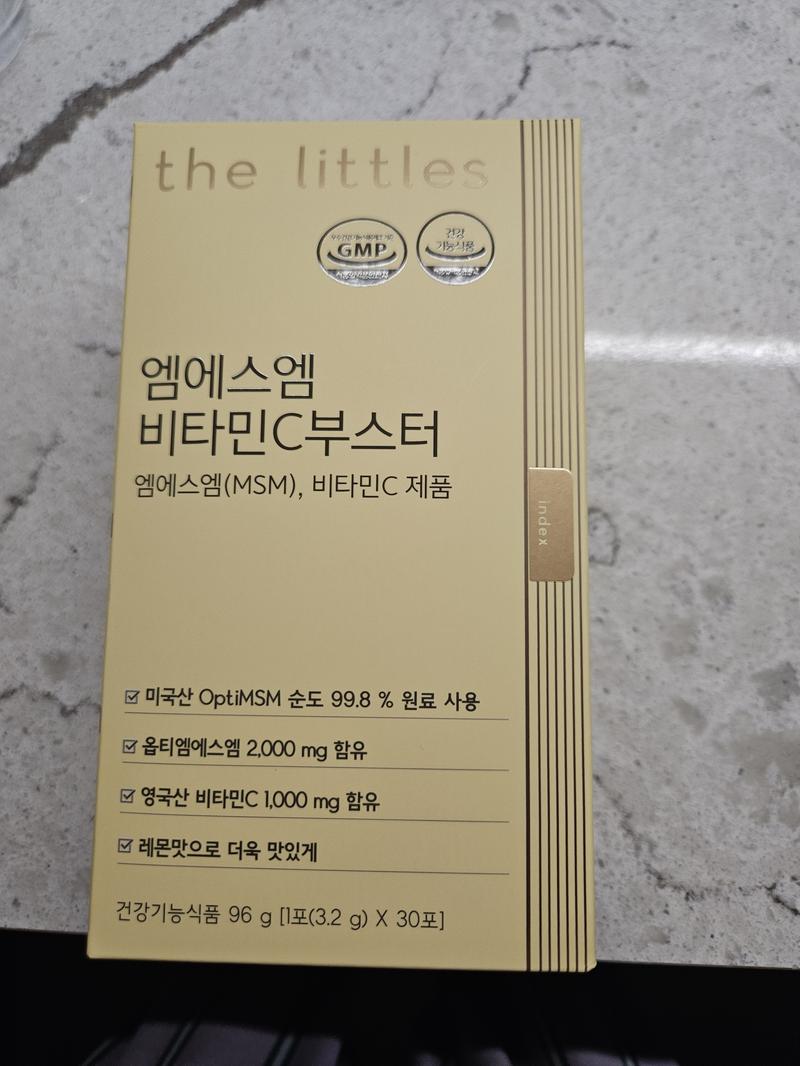 the littles
GMP
건강
기능식품
엠에스엠
비타민C부스터
엠에스엠(MSM), 비타민C 제품
index
미국산 OptiMSM 순도 99.8 % 원료 사용
옵티엠에스엠 2,000 mg 함유
영국산 비타민C 1,000 mg 함유
레몬맛으로 더욱 맛있게
건강기능식품 96 g [1포(3.2 g) X 30포]